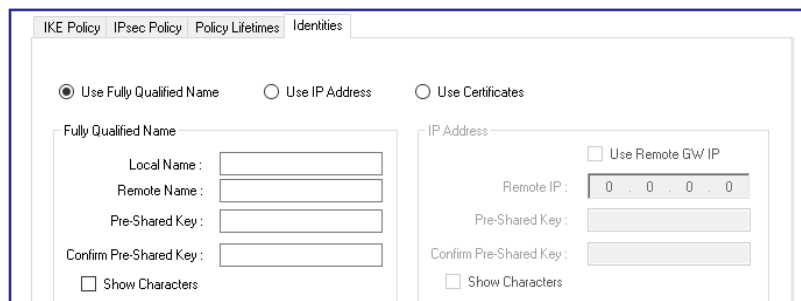 IKE Policy IPsec Policy Policy Lifetimes Identities
Use Fully Qualified Name Use IP Address Use Certificates
Fully Qualified Name
Local Name :
Remote Name :
Pre-Shared Key :
Confirm Pre-Shared Key :
Show Characters
IP Address
Use Remote GW IP
Remote IP : 0 . 0 . 0 . 0
Pre-Shared Key :
Confirm Pre-Shared Key :
Show Characters